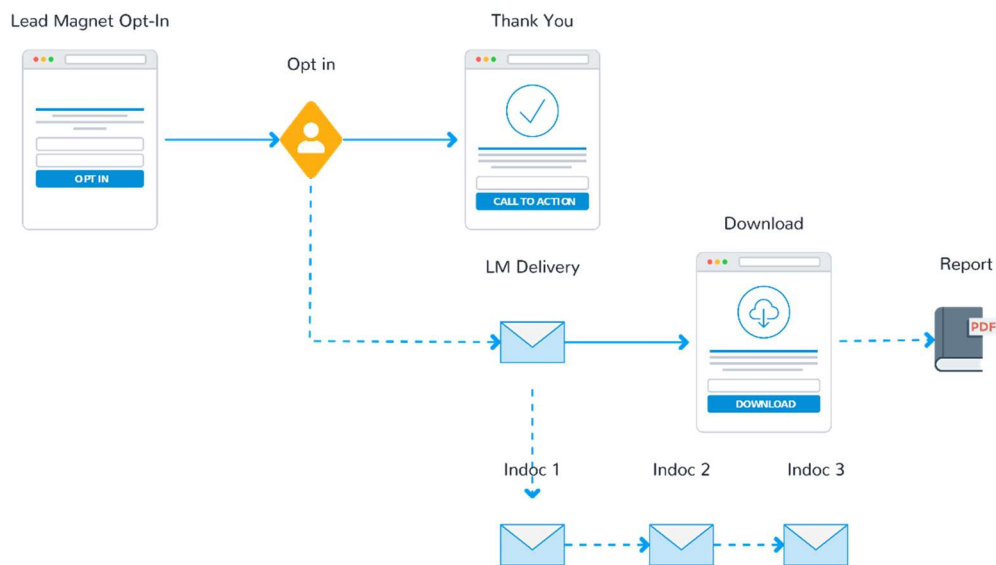 Lead Magnet Opt-In
Thank You
Opt in
OPT IN
CALL TO ACTION
Download
LM Delivery
Report
PDF
DOWNLOAD
Indoc 1
Indoc 2
Indoc 3